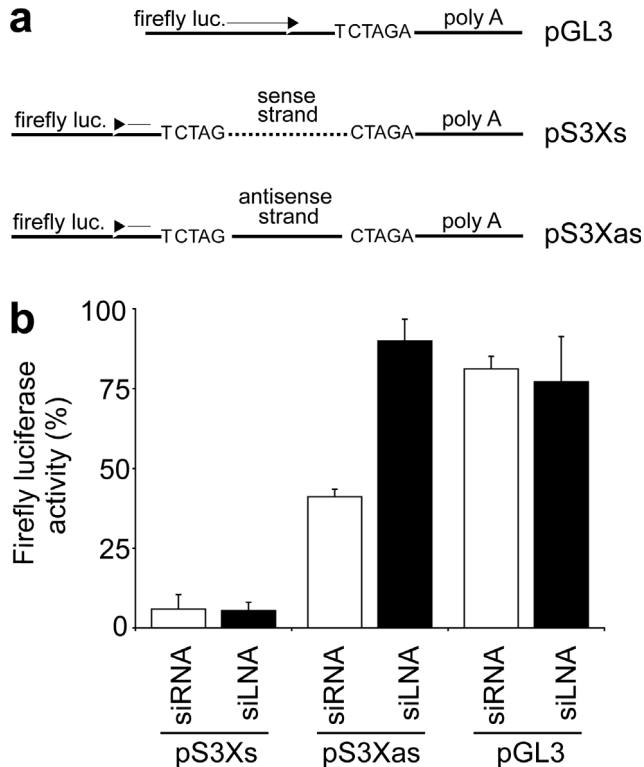 a
firefly luc. TCTAGA poly A pGL3
sense
strand
firefly luc. TCTAG CTAGA poly A pS3Xs
antisense
strand
firefly luc. TCTAG CTAGA poly A pS3Xas
b
Firefly luciferase
activity (%)
100
75
50
25
0
siRNA siLNA siRNA siLNA siRNA siLNA
pS3Xs pS3Xas pGL3